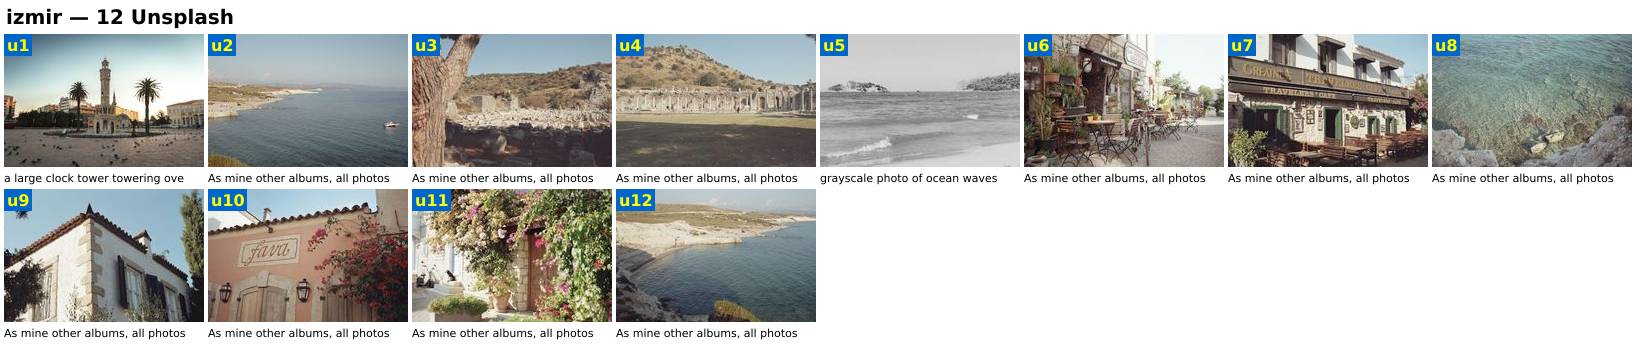 izmir — 12 Unsplash
u1
u2
u3
u4
u5
u6
u7
u8
a large clock tower towering ove
As mine other albums, all photos
As mine other albums, all photos
As mine other albums, all photos
grayscale photo of ocean waves
As mine other albums, all photos
As mine other albums, all photos
As mine other albums, all photos
TRAVELERS' CAFE
u9
u10
u11
u12
fava
As mine other albums, all photos
As mine other albums, all photos
As mine other albums, all photos
As mine other albums, all photos